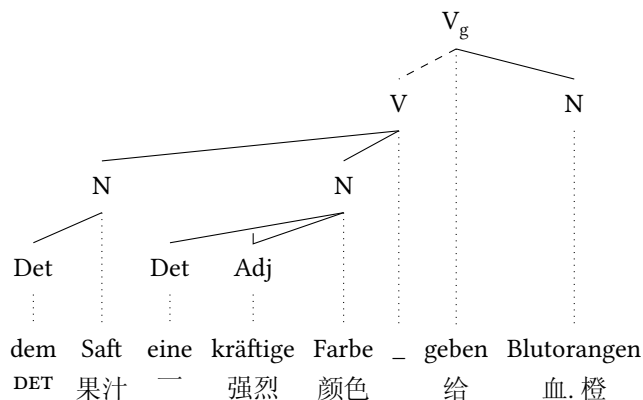 V_g
V N
N N
Det Det Adj
dem Saft eine kräftige Farbe _ geben Blutorangen
DET 果汁 一 强烈 颜色 给 血. 橙